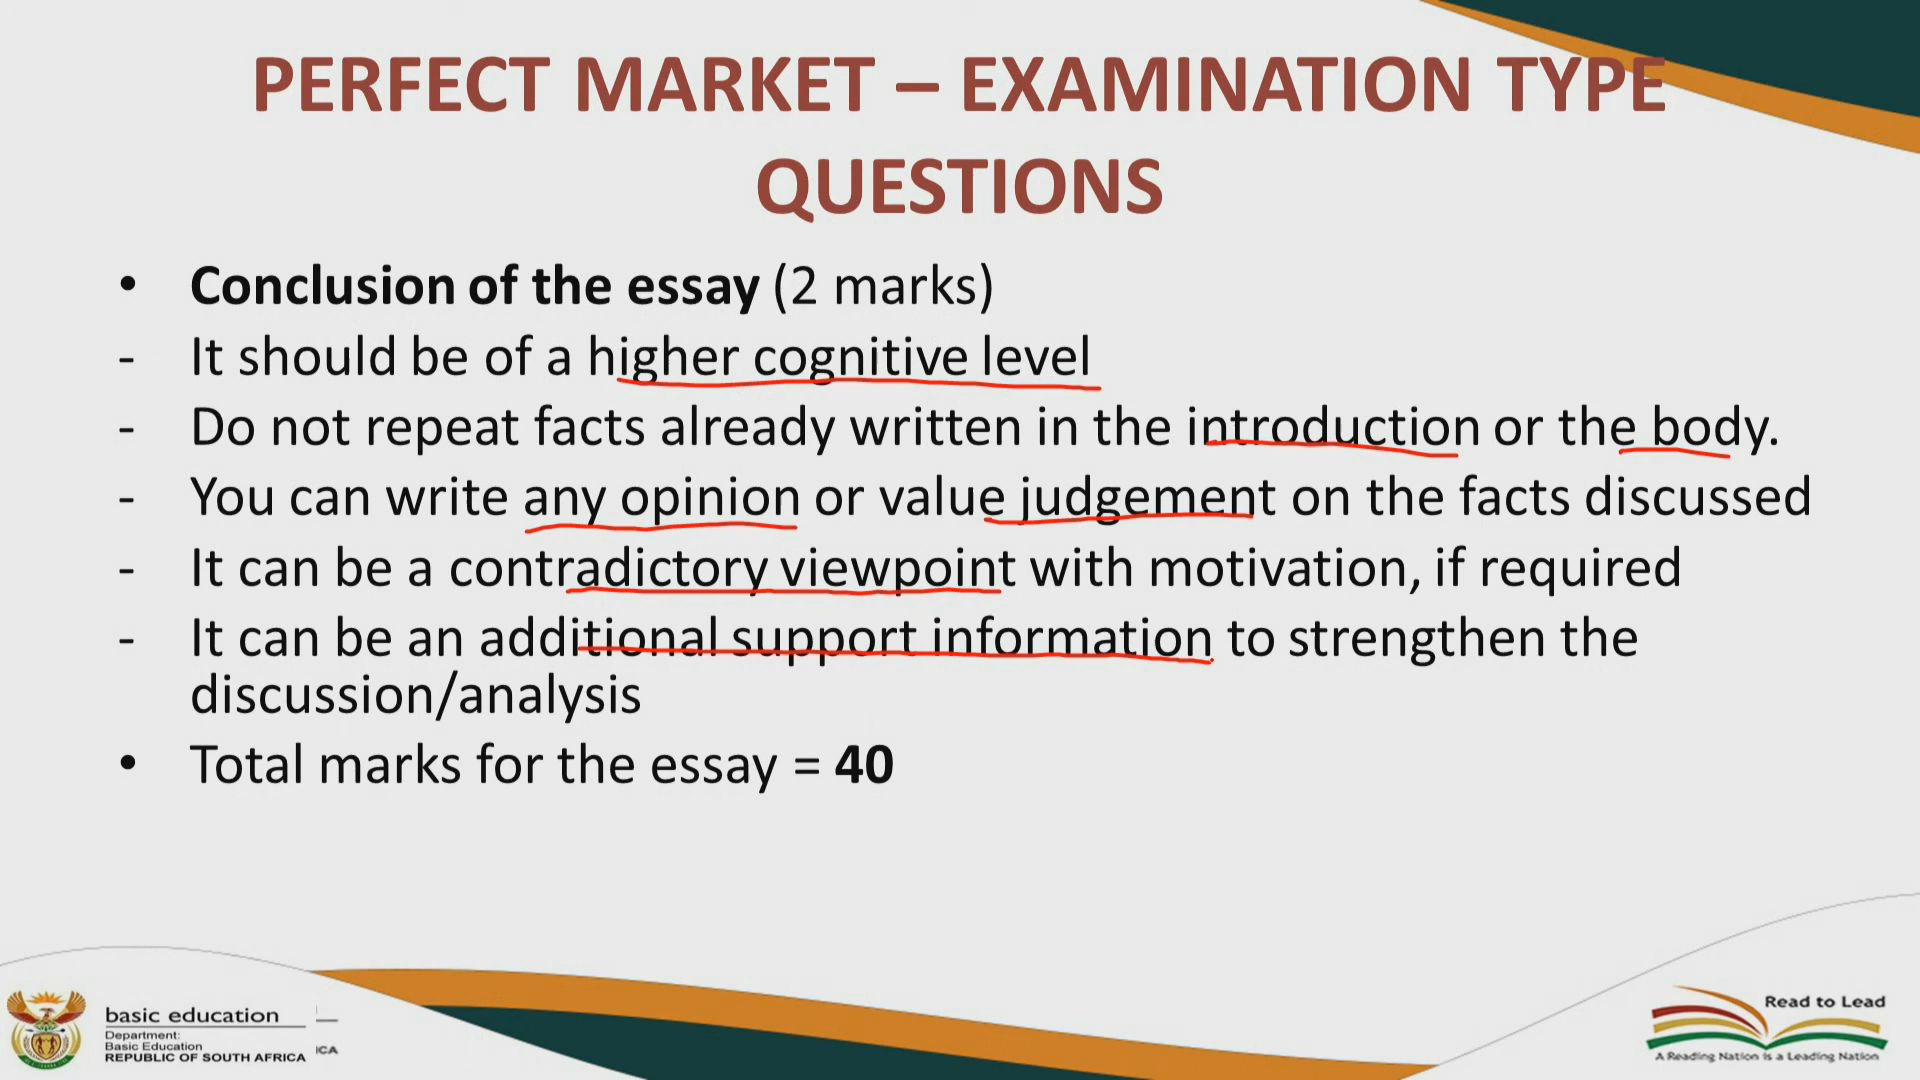 PERFECT MARKET – EXAMINATION TYPE
QUESTIONS
• Conclusion of the essay (2 marks)
- It should be of a higher cognitive level
- Do not repeat facts already written in the introduction or the body.
- You can write any opinion or value judgement on the facts discussed
- It can be a contradictory viewpoint with motivation, if required
- It can be an additional support information to strengthen the
discussion/analysis
• Total marks for the essay = 40
basic education
Department:
Basic Education
REPUBLIC OF SOUTH AFRICA
ICA
Read to Lead
A Reading Nation is a Leading Nation